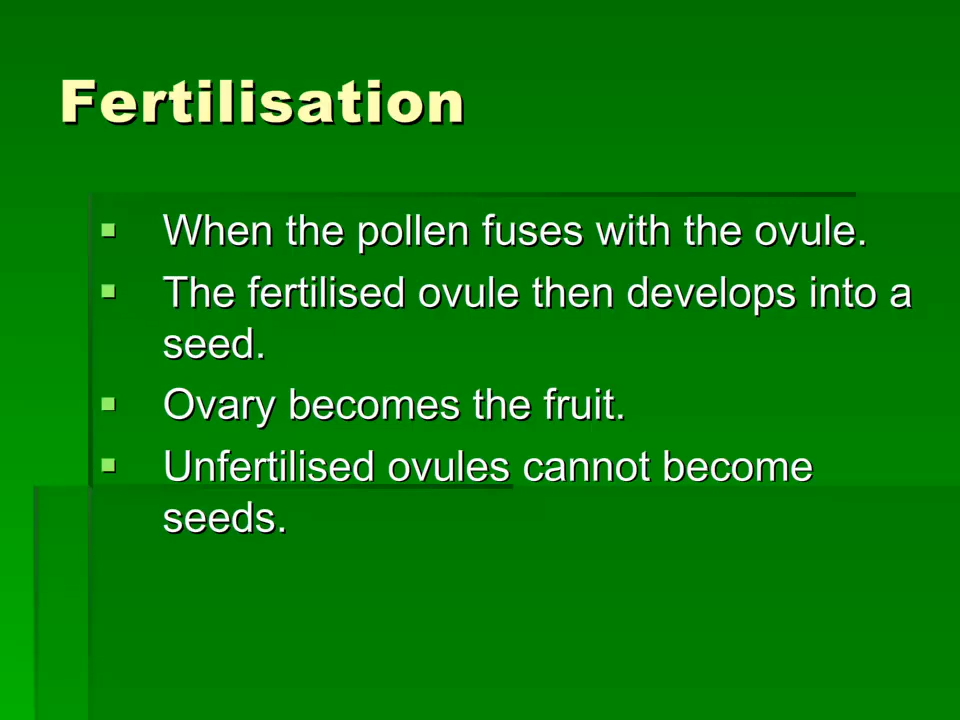 Fertilisation
When the pollen fuses with the ovule.
The fertilised ovule then develops into a
seed.
Ovary becomes the fruit.
Unfertilised ovules cannot become
seeds.